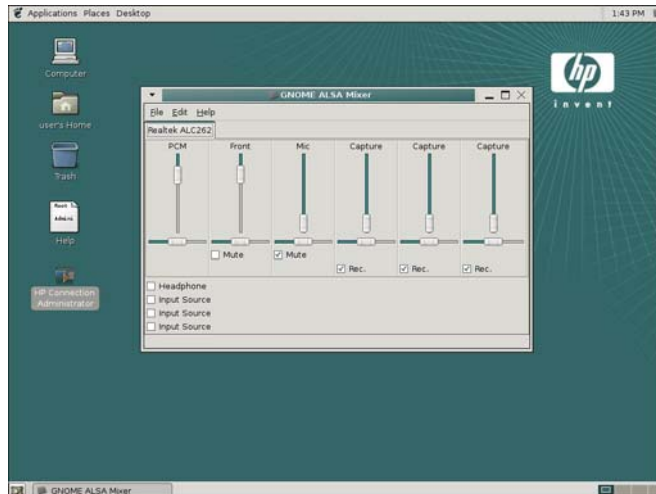 Applications Places Desktop
1:43 PM
Computer
user's Home
Trash
Help
HP Connection
Administrator
hp
invent
GNOME ALSA Mixer
File Edit Help
Realtek ALC262
PCM Front Mic Capture Capture Capture
Mute Mute
Rec. Rec. Rec.
Headphone
Input Source
Input Source
Input Source
GNOME ALSA Mixer